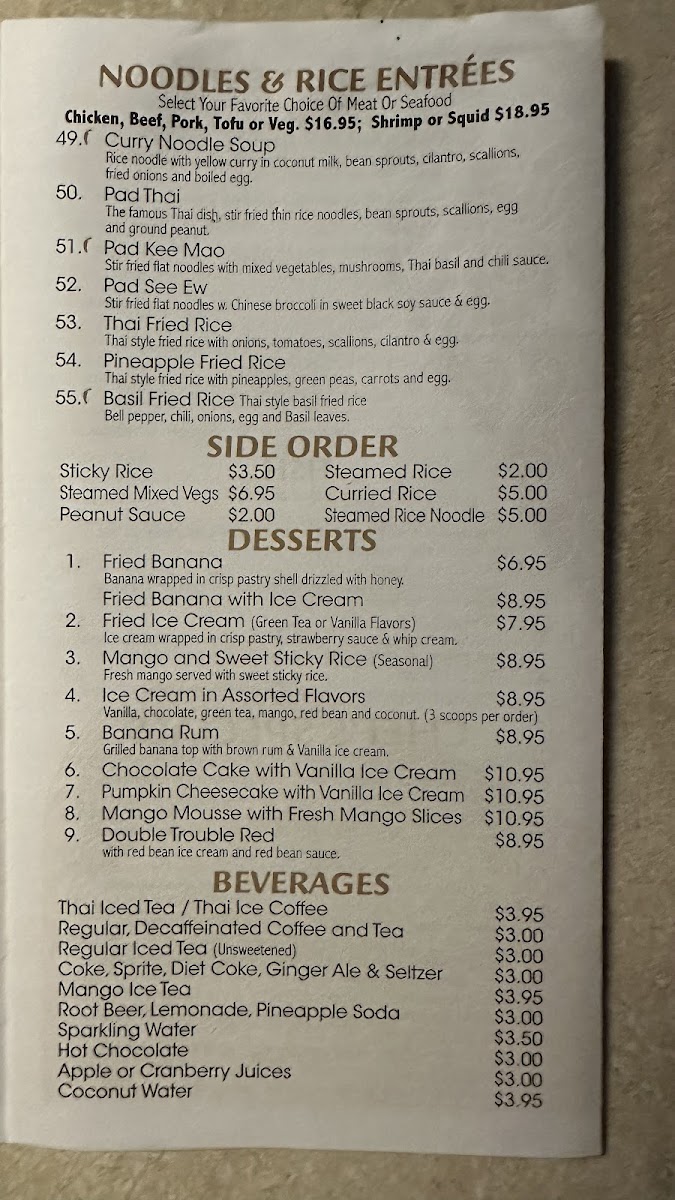 NOODLES & RICE ENTRÉES
Select Your Favorite Choice Of Meat Or Seafood
Chicken, Beef, Pork, Tofu or Veg. $16.95; Shrimp or Squid $18.95
49. Curry Noodle Soup
Rice noodle with yellow curry in coconut milk, bean sprouts, cilantro, scallions,
fried onions and boiled egg.
50. Pad Thai
The famous Thai dish, stir fried thin rice noodles, bean sprouts, scallions, egg
and ground peanut.
51. Pad Kee Mao
Stir fried flat noodles with mixed vegetables, mushrooms, Thai basil and chili sauce.
52. Pad See Ew
Stir fried flat noodles w. Chinese broccoli in sweet black soy sauce & egg.
53. Thai Fried Rice
Thai style fried rice with onions, tomatoes, scallions, cilantro & egg.
54. Pineapple Fried Rice
Thai style fried rice with pineapples, green peas, carrots and egg.
55. Basil Fried Rice Thai style basil fried rice
Bell pepper, chili, onions, egg and Basil leaves.
SIDE ORDER
Sticky Rice $3.50 Steamed Rice $2.00
Steamed Mixed Vegs $6.95 Curried Rice $5.00
Peanut Sauce $2.00 Steamed Rice Noodle $5.00
DESSERTS
1. Fried Banana $6.95
Banana wrapped in crisp pastry shell drizzled with honey.
Fried Banana with Ice Cream $8.95
2. Fried Ice Cream (Green Tea or Vanilla Flavors) $7.95
Ice cream wrapped in crisp pastry, strawberry sauce & whip cream.
3. Mango and Sweet Sticky Rice (Seasonal) $8.95
Fresh mango served with sweet sticky rice.
4. Ice Cream in Assorted Flavors $8.95
Vanilla, chocolate, green tea, mango, red bean and coconut. (3 scoops per order)
5. Banana Rum $8.95
Grilled banana top with brown rum & Vanilla ice cream.
6. Chocolate Cake with Vanilla Ice Cream $10.95
7. Pumpkin Cheesecake with Vanilla Ice Cream $10.95
8. Mango Mousse with Fresh Mango Slices $10.95
9. Double Trouble Red $8.95
with red bean ice cream and red bean sauce.
BEVERAGES
Thai Iced Tea / Thai Ice Coffee $3.95
Regular, Decaffeinated Coffee and Tea $3.00
Regular Iced Tea (Unsweetened) $3.00
Coke, Sprite, Diet Coke, Ginger Ale & Seltzer $3.00
Mango Ice Tea $3.95
Root Beer, Lemonade, Pineapple Soda $3.00
Sparkling Water $3.50
Hot Chocolate $3.00
Apple or Cranberry Juices $3.00
Coconut Water $3.95